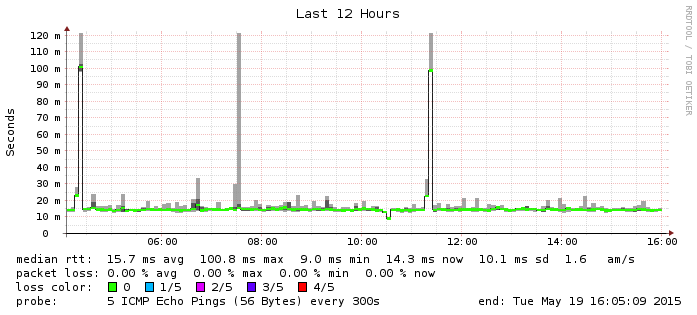 Last 12 Hours
RRDTOOL / TOBI OETIKER
Seconds
120 m
110 m
100 m
90 m
80 m
70 m
60 m
50 m
40 m
30 m
20 m
10 m
0
06:00 08:00 10:00 12:00 14:00 16:00
median rtt: 15.7 ms avg 100.8 ms max 9.0 ms min 14.3 ms now 10.1 ms sd 1.6 am/s
packet loss: 0.00 % avg 0.00 % max 0.00 % min 0.00 % now
loss color: 0 1/5 2/5 3/5 4/5
probe: 5 ICMP Echo Pings (56 Bytes) every 300s end: Tue May 19 16:05:09 2015